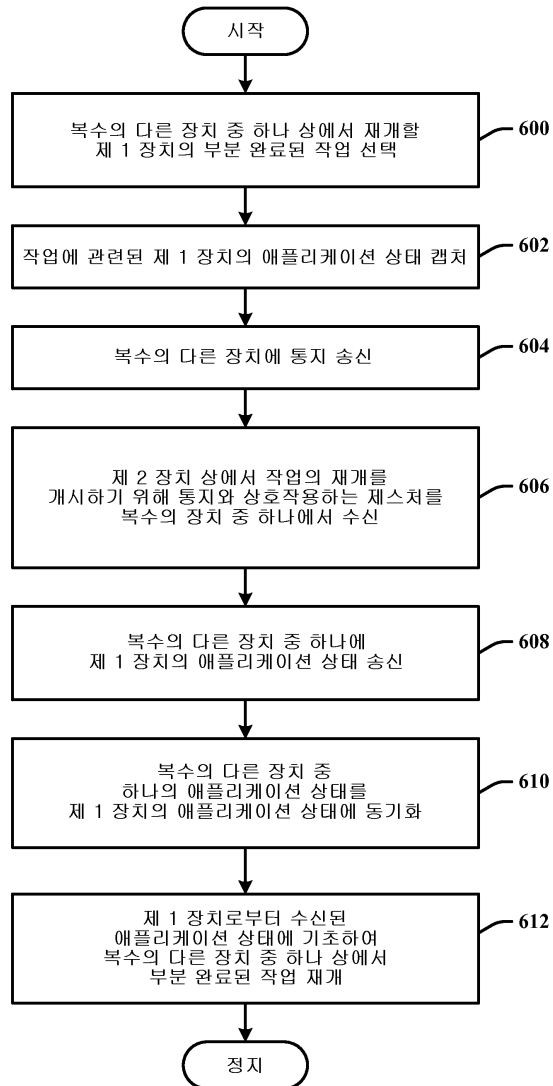 시작
복수의 다른 장치 중 하나 상에서 재개할
제 1 장치의 부분 완료된 작업 선택
600
작업에 관련된 제 1 장치의 애플리케이션 상태 캡처
602
복수의 다른 장치에 통지 송신
604
제 2 장치 상에서 작업의 재개를
개시하기 위해 통지와 상호작용하는 제스처를
복수의 장치 중 하나에서 수신
606
복수의 다른 장치 중 하나에
제 1 장치의 애플리케이션 상태 송신
608
복수의 다른 장치 중
하나의 애플리케이션 상태를
제 1 장치의 애플리케이션 상태에 동기화
610
제 1 장치로부터 수신된
애플리케이션 상태에 기초하여
복수의 다른 장치 중 하나 상에서
부분 완료된 작업 재개
612
정지